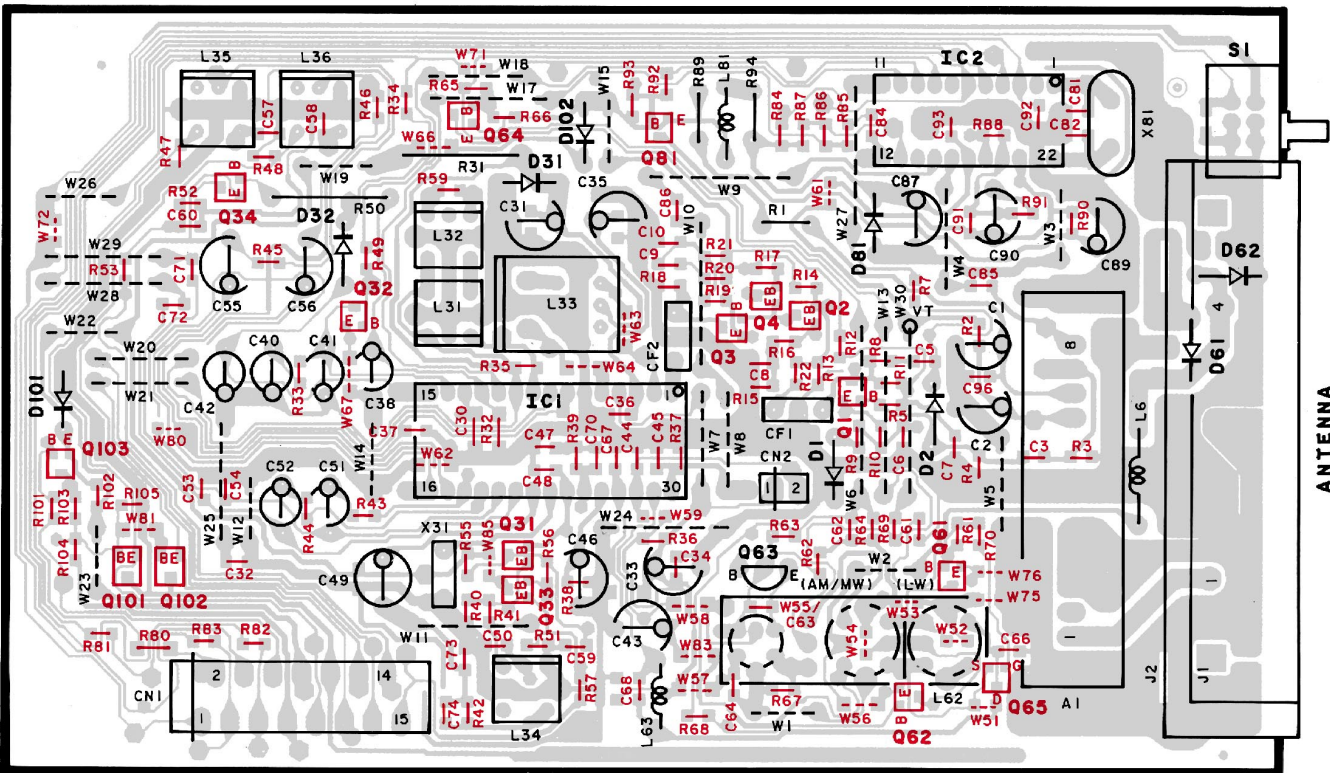 L35
L36
W71
W18
W17
R65
R66
Q64
B
E
W66
R31
D102
W15
R93
R92
R89
L81
R94
B
E
Q81
R84
R87
R86
R85
11
1
IC2
C84
C93
R88
C92
C81
C82
12
22
X81
S1
R47
C57
C58
R46
R34
R48
B
E
Q34
R52
C60
W26
W72
W29
R53
W28
C71
C72
W22
R45
C55
C56
W19
R50
D32
R49
Q32
E
B
R59
D31
C31
C35
L32
L31
L33
C86
C10
C9
R18
W10
W9
R1
W61
W27
R21
R20
R19
R17
R14
B
E
Q3
EB
Q4
EB
Q2
D81
C87
C91
R91
C90
W4
C85
W3
R90
C89
D62
4
D61
ANTENNA
W20
W21
C42
C40
C41
R33
W67
C38
W63
W64
R35
CF2
R16
C8
R22
R13
R15
R12
R8
R11
W13
W30
VT
R7
C5
R2
C1
C96
C2
8
D101
B E
Q103
W80
C53
C54
W25
W12
C52
C51
R44
R43
W14
C37
W62
15
IC1
1
C30
R32
C47
C48
R39
C70
C67
C44
C36
C45
R37
16
30
W7
W8
CF1
CN2
1
2
D1
E
B
Q1
R9
R10
R5
C6
D2
C7
R4
W5
W6
C3
R3
L6
R101
R103
R102
R105
W81
R104
W23
BE
BE
Q101
Q102
C32
C49
X31
R55
W85
Q31
EB
EB
Q33
R56
R40
R41
R38
C46
W24
W59
R36
C33
C34
R63
Q63
B
E
R62
C62
R64
R69
C61
Q61
B
E
R61
R70
W2
(AM/MW)
(LW)
W76
W75
R81
R80
R83
R82
W11
C73
C50
R51
C59
R57
C43
W58
W83
W57
C68
L63
R68
C64
W55/
C63
W54
W53
W52
C66
S
G
D
Q65
R67
W1
W56
E
B
Q62
L62
W51
CN1
2
14
1
15
C74
R42
L34
1
A1
J2
J1
1